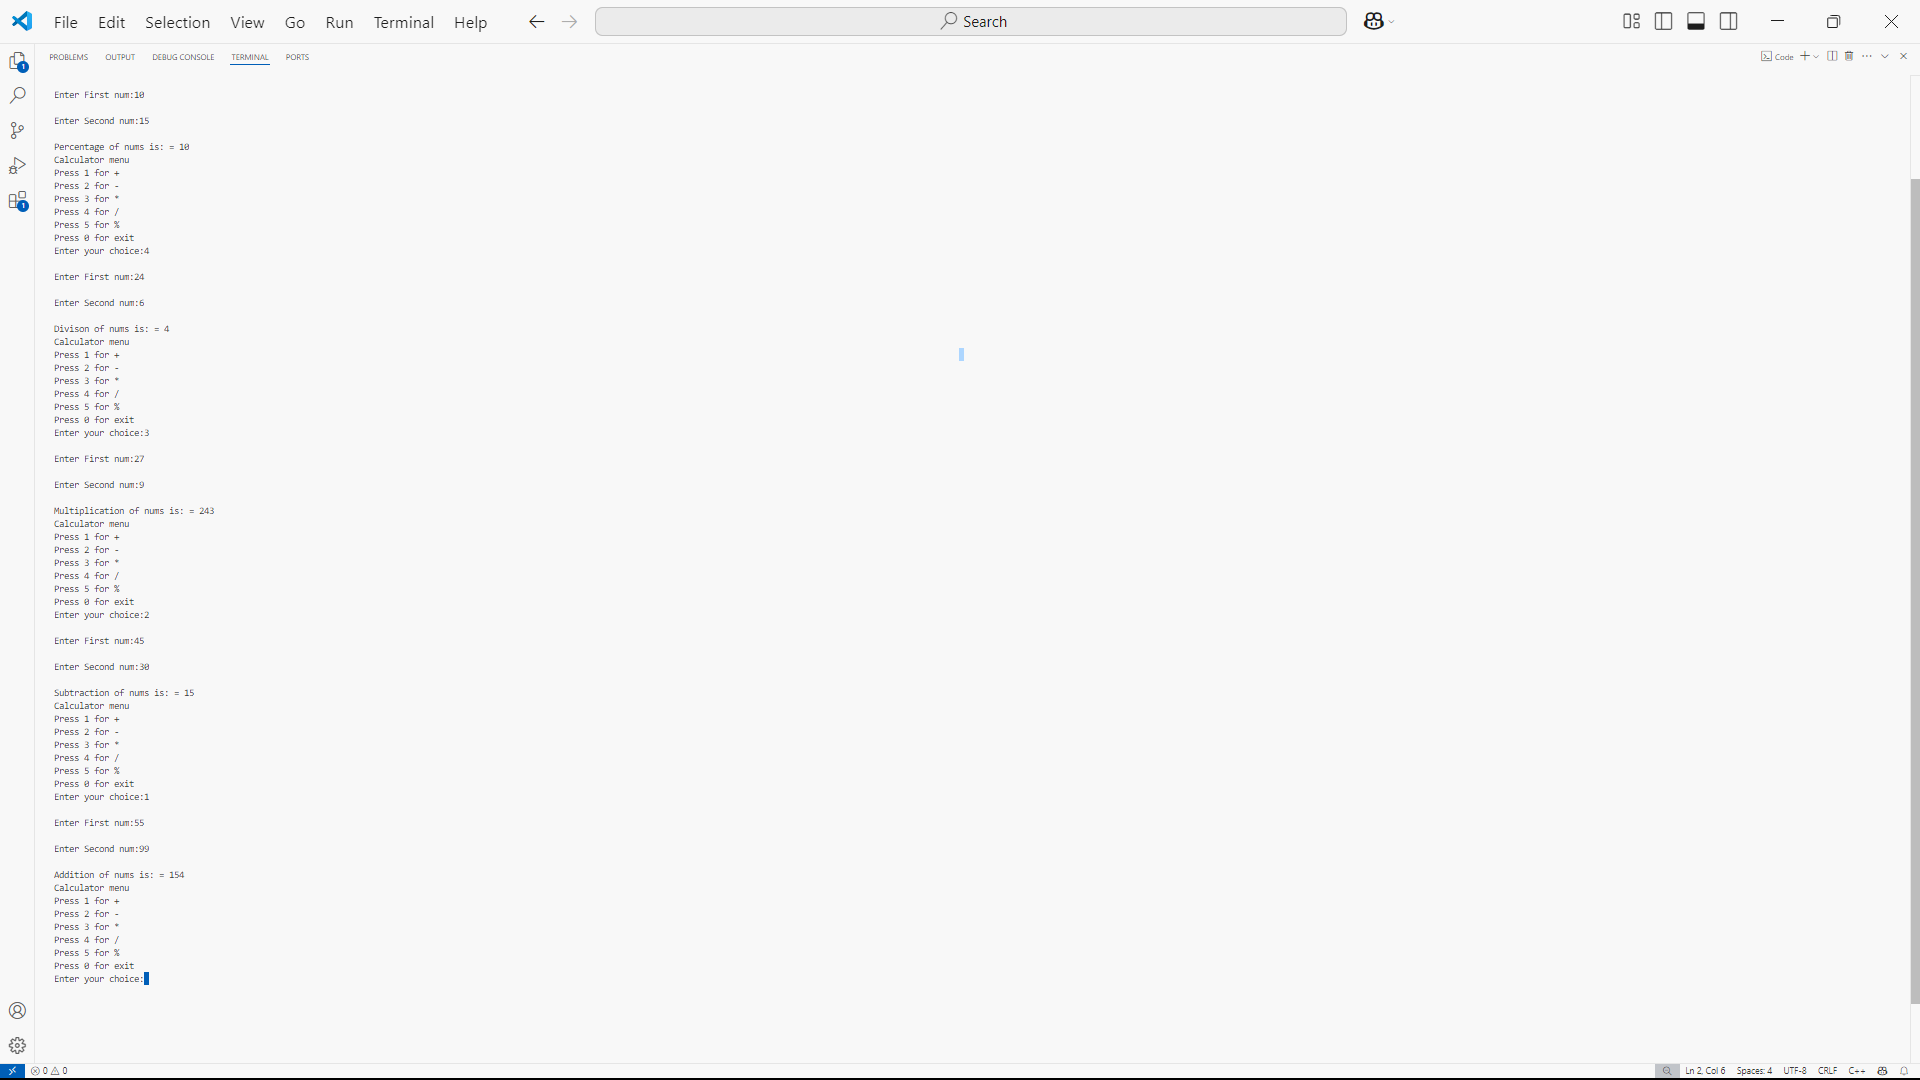 File Edit Selection View Go Run Terminal Help Search
PROBLEMS OUTPUT DEBUG CONSOLE TERMINAL PORTS Code
1
1
Enter First num:10
Enter Second num:15
Percentage of nums is: = 10
Calculator menu
Press 1 for +
Press 2 for -
Press 3 for *
Press 4 for /
Press 5 for %
Press 0 for exit
Enter your choice:4
Enter First num:24
Enter Second num:6
Divison of nums is: = 4
Calculator menu
Press 1 for +
Press 2 for -
Press 3 for *
Press 4 for /
Press 5 for %
Press 0 for exit
Enter your choice:3
Enter First num:27
Enter Second num:9
Multiplication of nums is: = 243
Calculator menu
Press 1 for +
Press 2 for -
Press 3 for *
Press 4 for /
Press 5 for %
Press 0 for exit
Enter your choice:2
Enter First num:45
Enter Second num:30
Subtraction of nums is: = 15
Calculator menu
Press 1 for +
Press 2 for -
Press 3 for *
Press 4 for /
Press 5 for %
Press 0 for exit
Enter your choice:1
Enter First num:55
Enter Second num:99
Addition of nums is: = 154
Calculator menu
Press 1 for +
Press 2 for -
Press 3 for *
Press 4 for /
Press 5 for %
Press 0 for exit
Enter your choice:
0 0 Ln 2, Col 6 Spaces: 4 UTF-8 CRLF C++